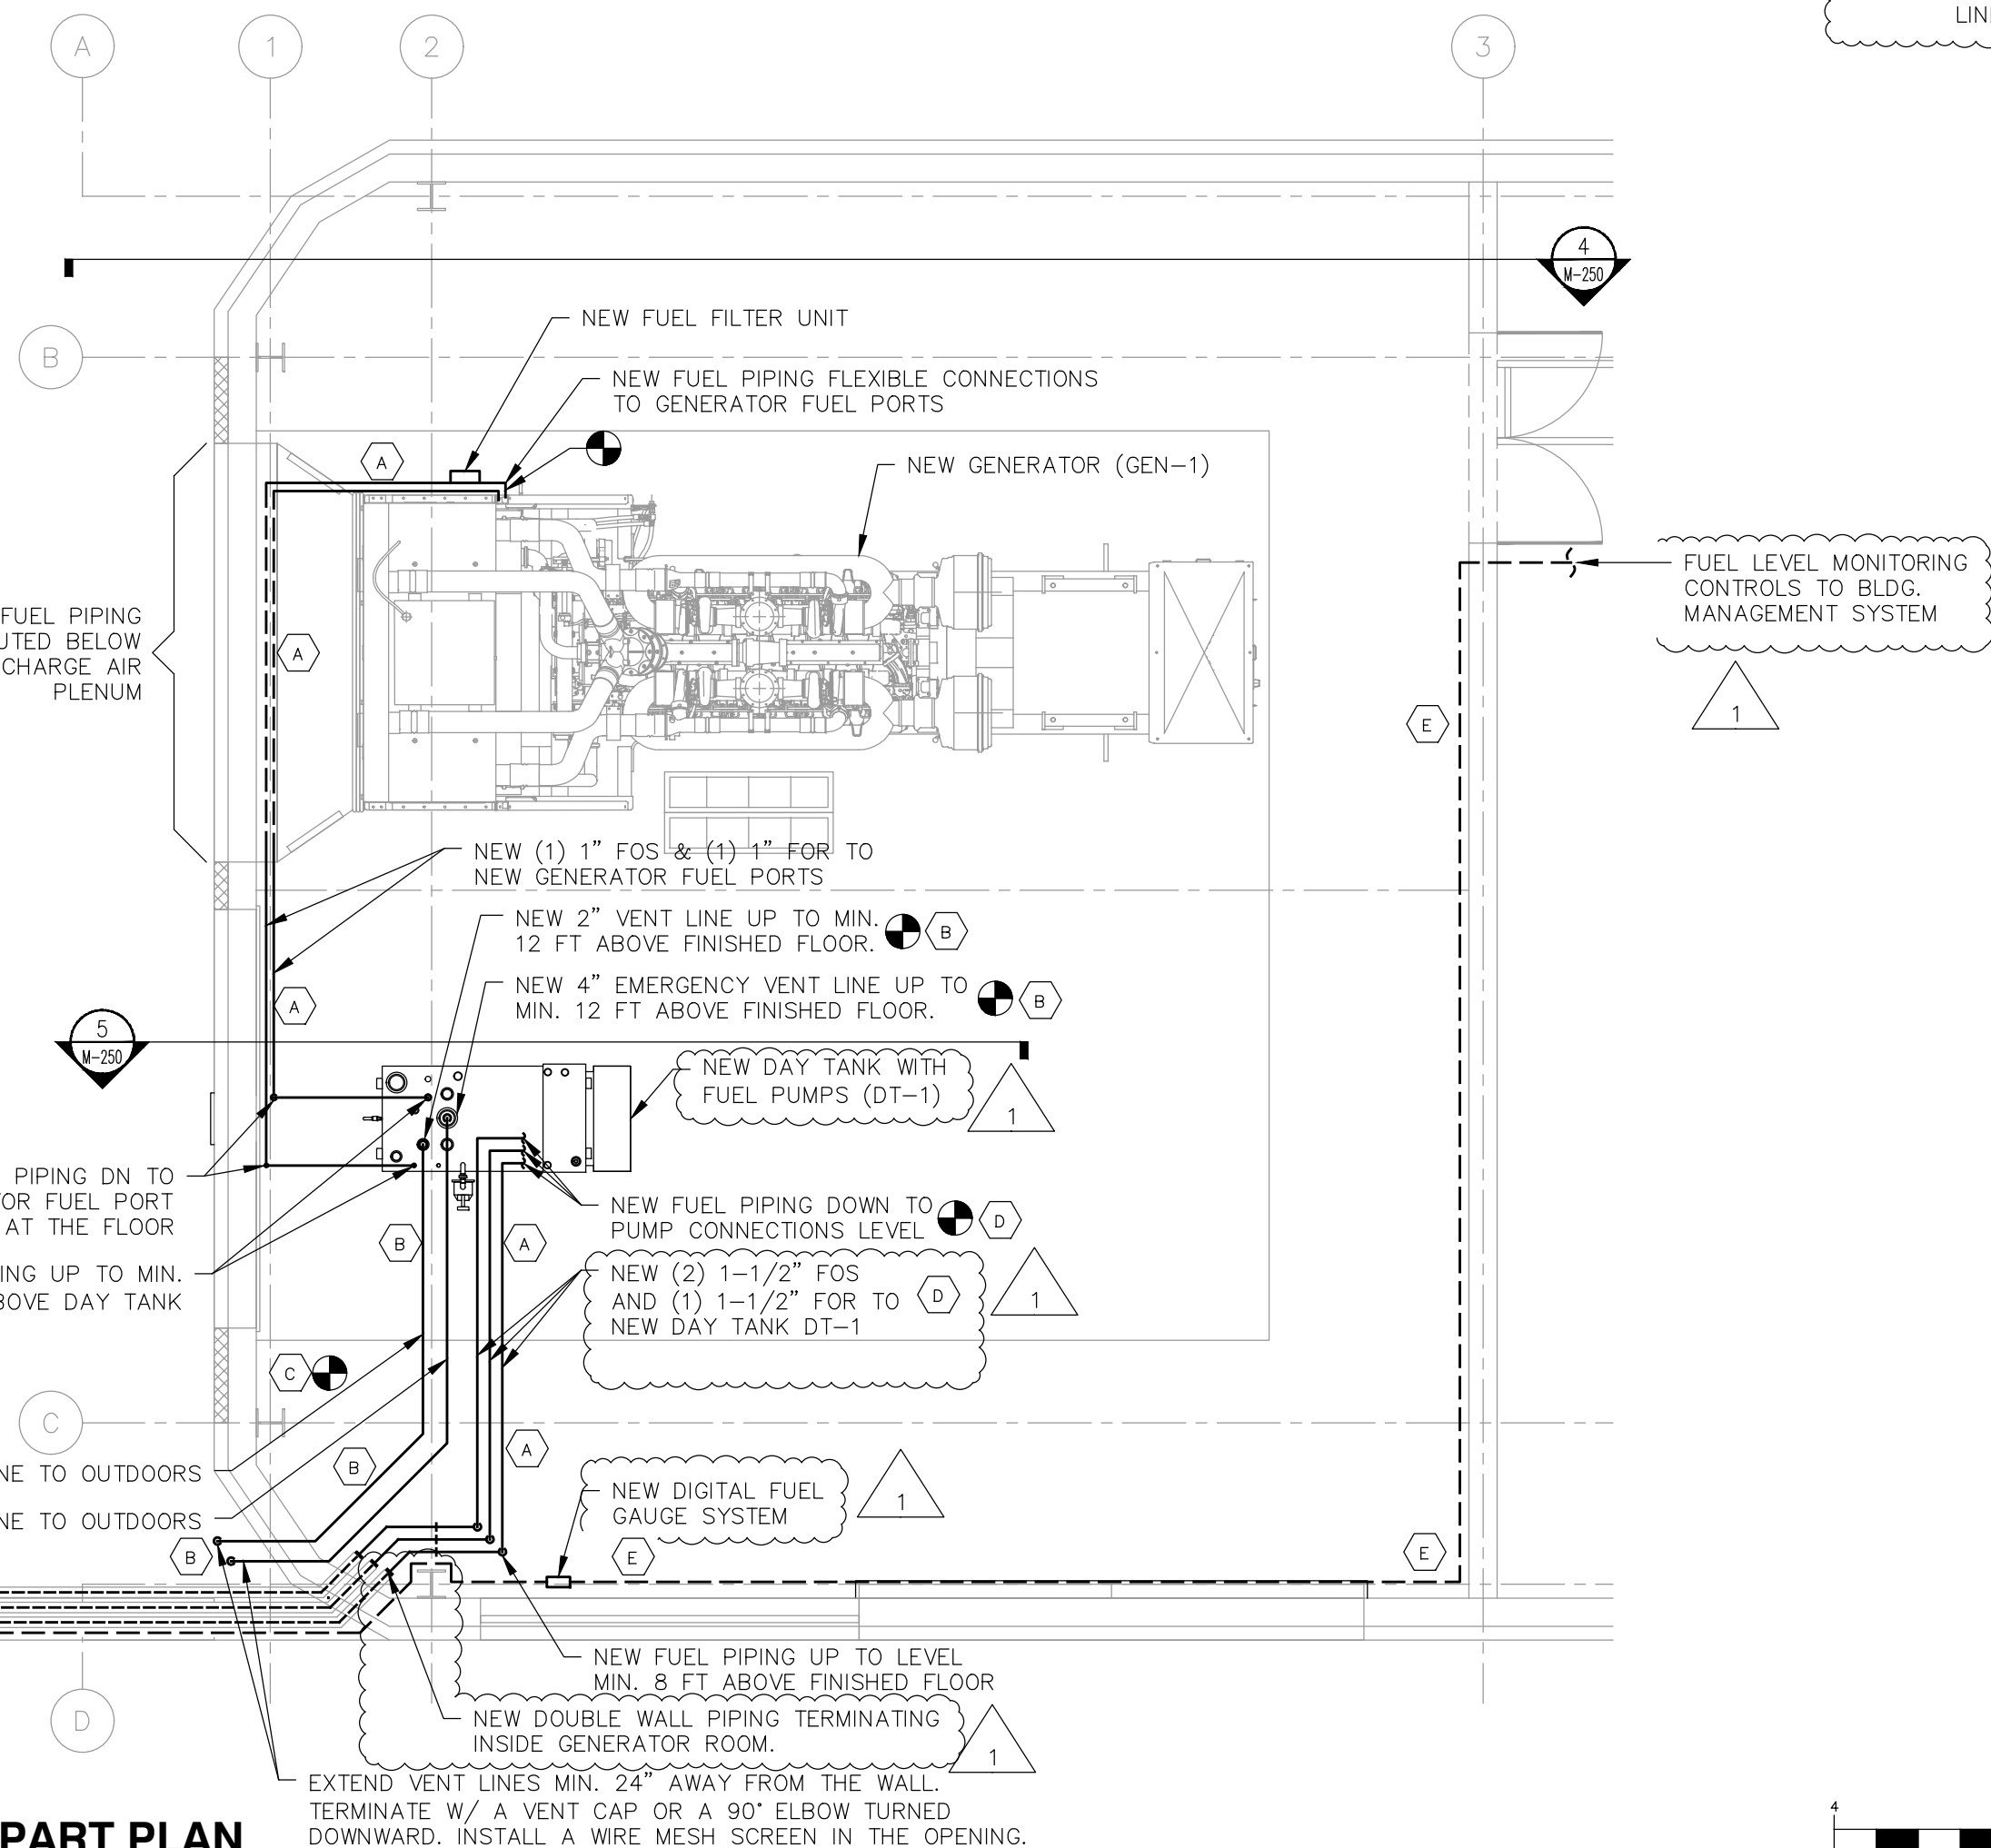 A
1
2
3
LIN
4
M-250
B
NEW FUEL FILTER UNIT
NEW FUEL PIPING FLEXIBLE CONNECTIONS
TO GENERATOR FUEL PORTS
A
NEW GENERATOR (GEN-1)
FUEL LEVEL MONITORING
CONTROLS TO BLDG.
MANAGEMENT SYSTEM
1
FUEL PIPING
UTED BELOW
CHARGE AIR
PLENUM
A
E
NEW (1) 1" FOS & (1) 1" FOR TO
NEW GENERATOR FUEL PORTS
NEW 2" VENT LINE UP TO MIN.
12 FT ABOVE FINISHED FLOOR.
B
NEW 4" EMERGENCY VENT LINE UP TO
MIN. 12 FT ABOVE FINISHED FLOOR.
B
A
5
M-250
NEW DAY TANK WITH
FUEL PUMPS (DT-1)
1
PIPING DN TO
OR FUEL PORT
AT THE FLOOR
NEW FUEL PIPING DOWN TO
PUMP CONNECTIONS LEVEL
D
B
A
ING UP TO MIN.
BOVE DAY TANK
NEW (2) 1-1/2" FOS
AND (1) 1-1/2" FOR TO
NEW DAY TANK DT-1
D
1
C
C
A
B
NE TO OUTDOORS
NE TO OUTDOORS
NEW DIGITAL FUEL
GAUGE SYSTEM
1
B
E
E
NEW FUEL PIPING UP TO LEVEL
MIN. 8 FT ABOVE FINISHED FLOOR
D
NEW DOUBLE WALL PIPING TERMINATING
INSIDE GENERATOR ROOM.
1
EXTEND VENT LINES MIN. 24" AWAY FROM THE WALL.
TERMINATE W/ A VENT CAP OR A 90° ELBOW TURNED
DOWNWARD. INSTALL A WIRE MESH SCREEN IN THE OPENING.
PART PLAN
4